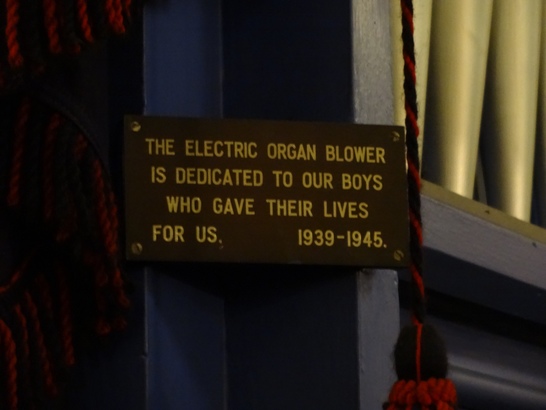 THE ELECTRIC ORGAN BLOWER
IS DEDICATED TO OUR BOYS
WHO GAVE THEIR LIVES
FOR US. 1939-1945.